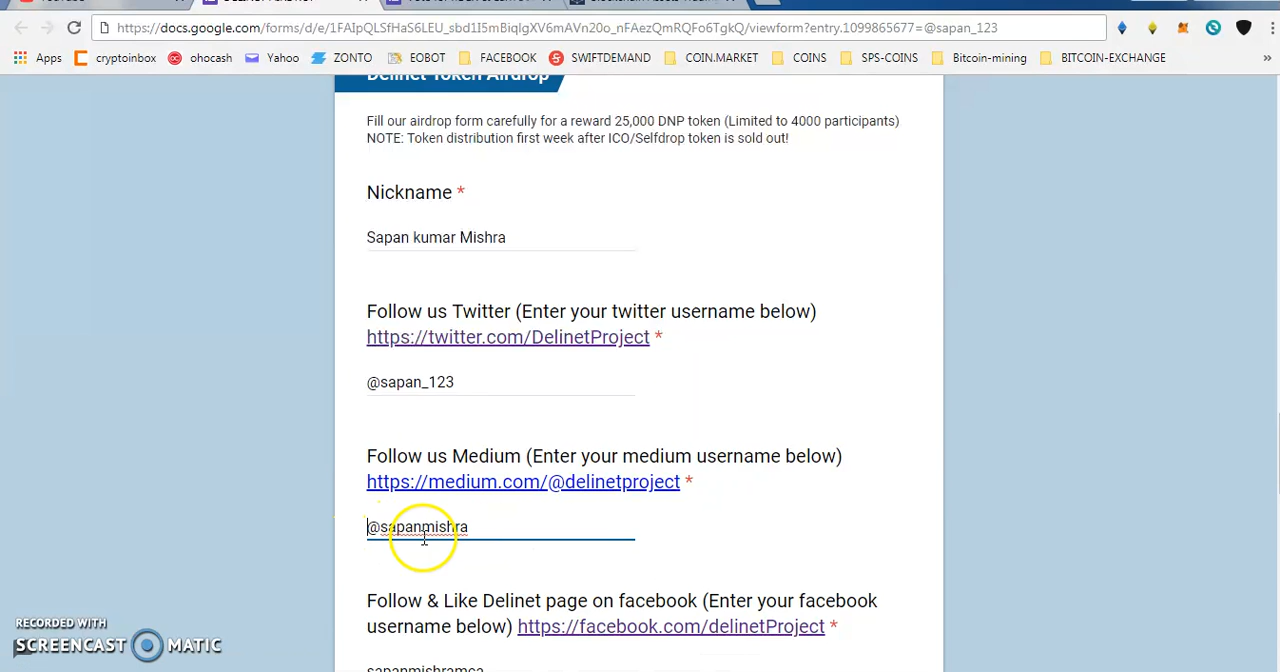 https://docs.google.com/forms/d/e/1FAIpQLSfHaS6LEU_sbd1I5mBiqIgXV6mAVn20o_nFAezQmRQFo6TgkQ/viewform?entry.1099865677=@sapan_123
Apps cryptoinbx ohocash Yahoo ZONTO EOBOT FACEBOOK SWIFTDEMAND COIN.MARKET COINS SPS-COINS Bitcoin-mining BITCOIN-EXCHANGE »
Delinet Token Airdrop
Fill our airdrop form carefully for a reward 25,000 DNP token (Limited to 4000 participants)
NOTE: Token distribution first week after ICO/Selfdrop token is sold out!
Nickname *
Sapan kumar Mishra
Follow us Twitter (Enter your twitter username below)
https://twitter.com/DelinetProject *
@sapan_123
Follow us Medium (Enter your medium username below)
https://medium.com/@delinetproject *
@sapanmishra
Follow & Like Delinet page on facebook (Enter your facebook
username below) https://facebook.com/delinetProject *
sapanmishramca
RECORDED WITH
SCREENCAST MATIC